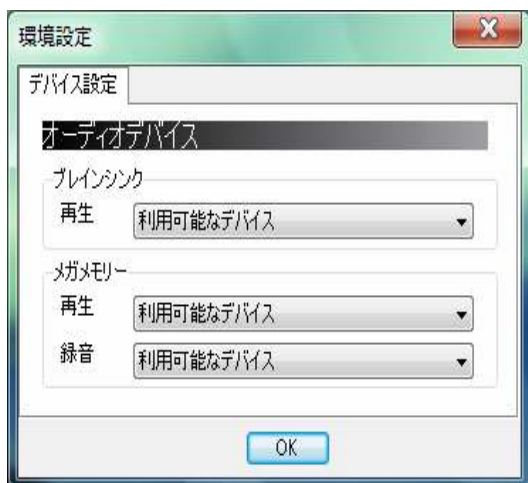 環境設定
デバイス設定
オーディオデバイス
ブレインシンク
再生 利用可能なデバイス
メガメモリー
再生 利用可能なデバイス
録音 利用可能なデバイス
OK